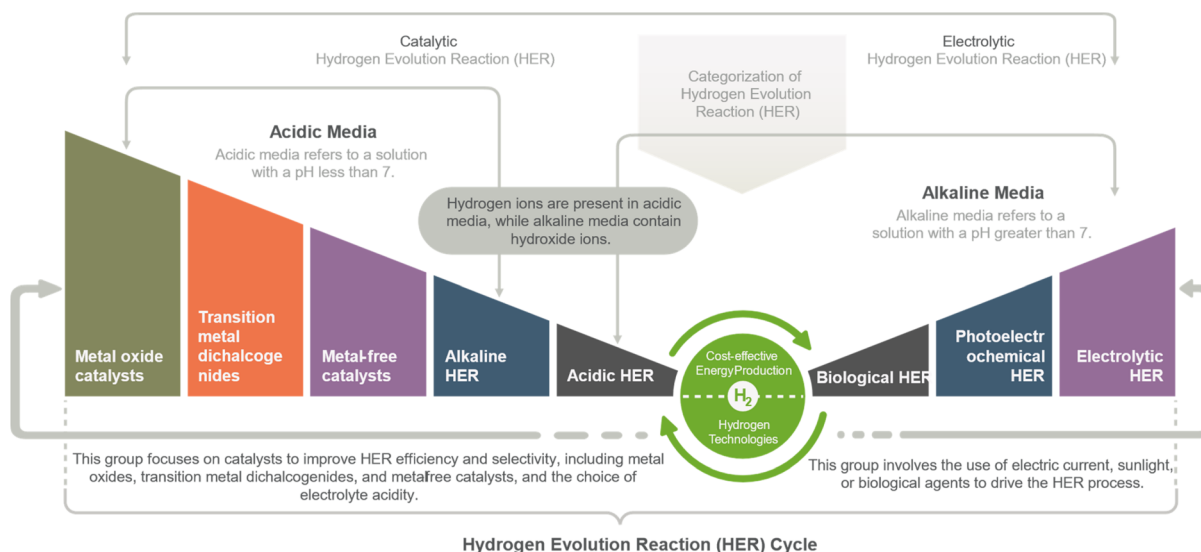 Catalytic
Hydrogen Evolution Reaction (HER)
Electrolytic
Hydrogen Evolution Reaction (HER)
Categorization of
Hydrogen Evolution
Reaction (HER)
Acidic Media
Acidic media refers to a solution
with a pH less than 7.
Hydrogen ions are present in acidic
media, while alkaline media contain
hydroxide ions.
Alkaline Media
Alkaline media refers to a
solution with a pH greater than 7.
Metal oxide
catalysts
Transition
metal
dichalcoge
nides
Metal-free
catalysts
Alkaline
HER
Acidic HER
Cost-effective
EnergyProduction
H2
Hydrogen
Technologies
Biological HER
Photoelectr
ochemical
HER
Electrolytic
HER
This group focuses on catalysts to improve HER efficiency and selectivity, including metal
oxides, transition metal dichalcogenides, and metalfree catalysts, and the choice of
electrolyte acidity.
This group involves the use of electric current, sunlight,
or biological agents to drive the HER process.
Hydrogen Evolution Reaction (HER) Cycle